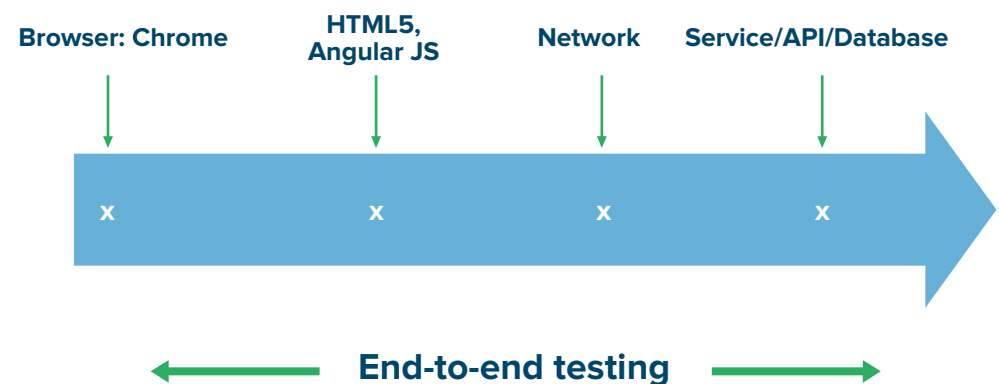 Browser: Chrome
HTML5,
Angular JS
Network
Service/API/Database
x
x
x
x
End-to-end testing